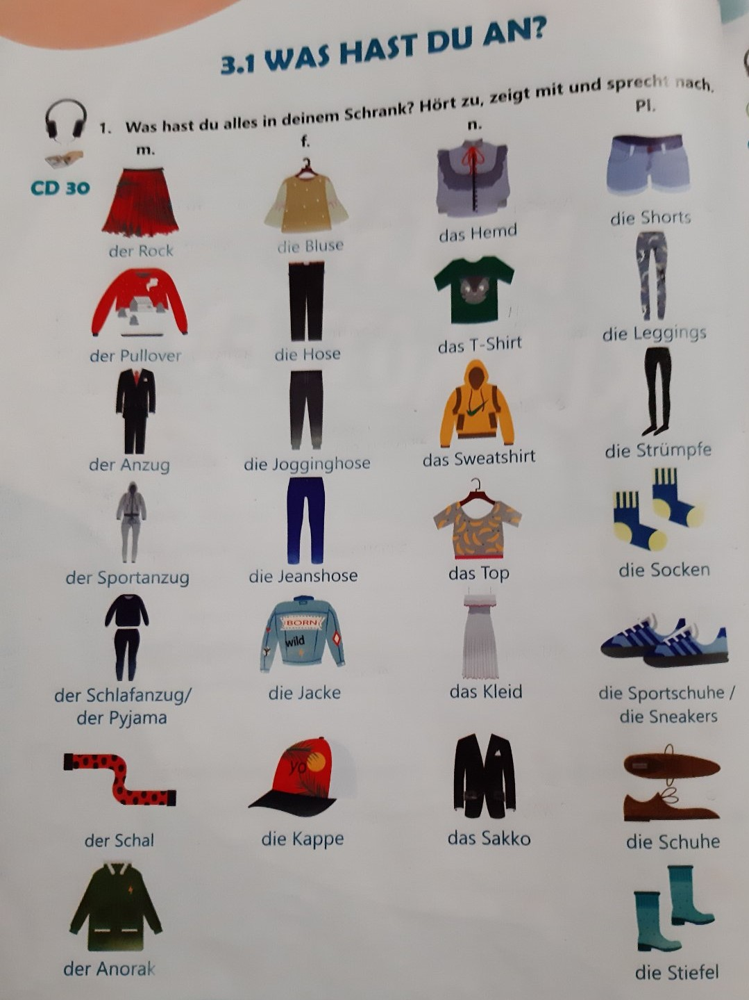 3.1 WAS HAST DU AN?
1. Was hast du alles in deinem Schrank? Hört zu, zeigt mit und sprecht nach.
CD 30
m. f. n. Pl.
der Rock die Bluse das Hemd die Shorts
der Pullover die Hose das T-Shirt die Leggings
der Anzug die Jogginghose das Sweatshirt die Strümpfe
der Sportanzug die Jeanshose das Top die Socken
BORN
wild
der Schlafanzug/ die Jacke das Kleid die Sportschuhe /
der Pyjama die Sneakers
yo
der Schal die Kappe das Sakko die Schuhe
der Anorak die Stiefel